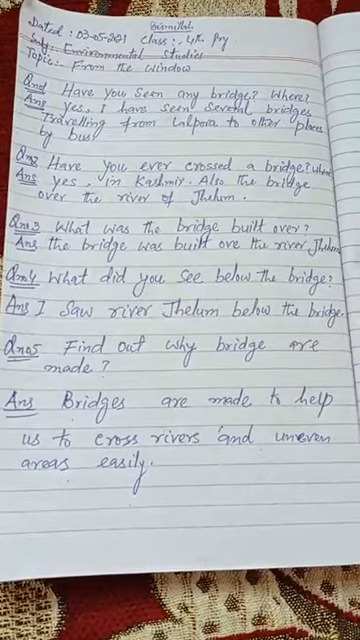 Bismillah
Dated : 03-05-2021 Class : 4th Pry
Sub:- Environmental Studies
Topic:- From the window
Qno1 Have you seen any bridge? Where?
Ans Yes, I have seen several bridges
Travelling from Lalpora to other places
by bus.
Qno2 Have you ever crossed a bridge? Where
Ans yes, in Kashmir. Also the bridge
over the river of Jhelum.
Qno3 What was the bridge built over?
Ans the bridge was built ove the river Jhelum
Qno4 What did you see below the bridge?
Ans I Saw river Jhelum below the bridge.
Qno5 Find out why bridge are
made?
Ans Bridges are made to help
us to cross rivers and uneven
areas easily.